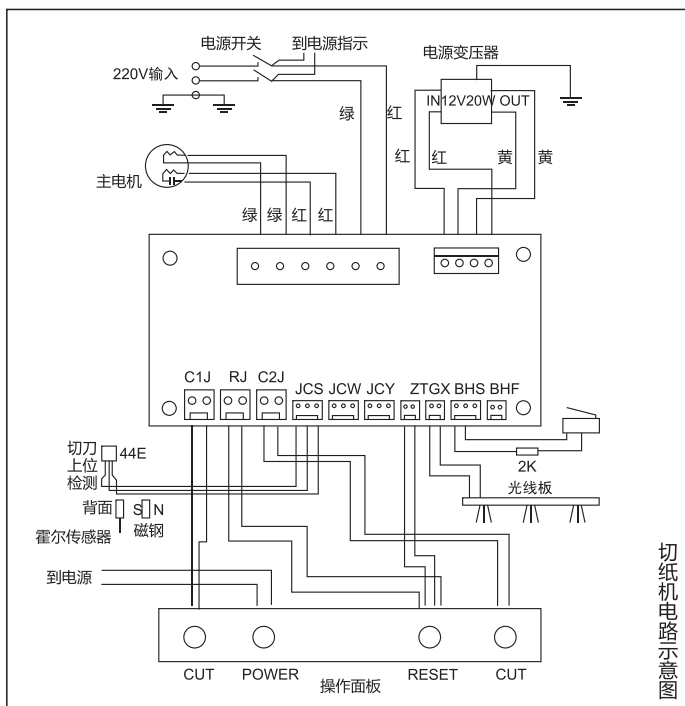 电源开关 到电源指示
220V输入
电源变压器
IN12V20W OUT
绿 红
红 红 黄 黄
主电机
绿 绿 红 红
C1J RJ C2J
JCS JCW JCY ZTGX BHS BHF
切刀
上位
检测
44E
2K
背面 S N
霍尔传感器 磁钢
光线板
到电源
CUT POWER RESET CUT
操作面板
切纸机电路示意图